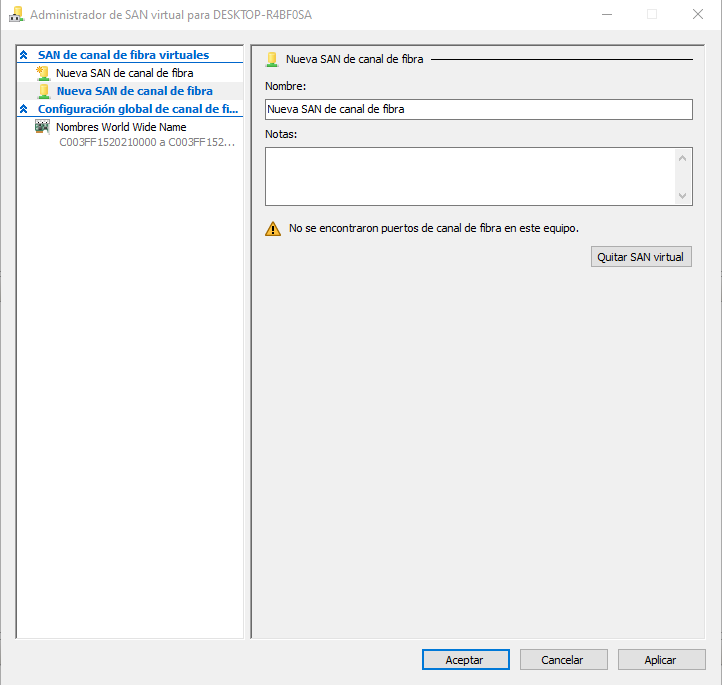 Administrador de SAN virtual para DESKTOP-R4BF0SA
SAN de canal de fibra virtuales
Nueva SAN de canal de fibra
Nueva SAN de canal de fibra
Configuración global de canal de fi...
Nombres World Wide Name
C003FF1520210000 a C003FF152...
Nueva SAN de canal de fibra
Nombre:
Nueva SAN de canal de fibra
Notas:
No se encontraron puertos de canal de fibra en este equipo.
Quitar SAN virtual
Aceptar
Cancelar
Aplicar